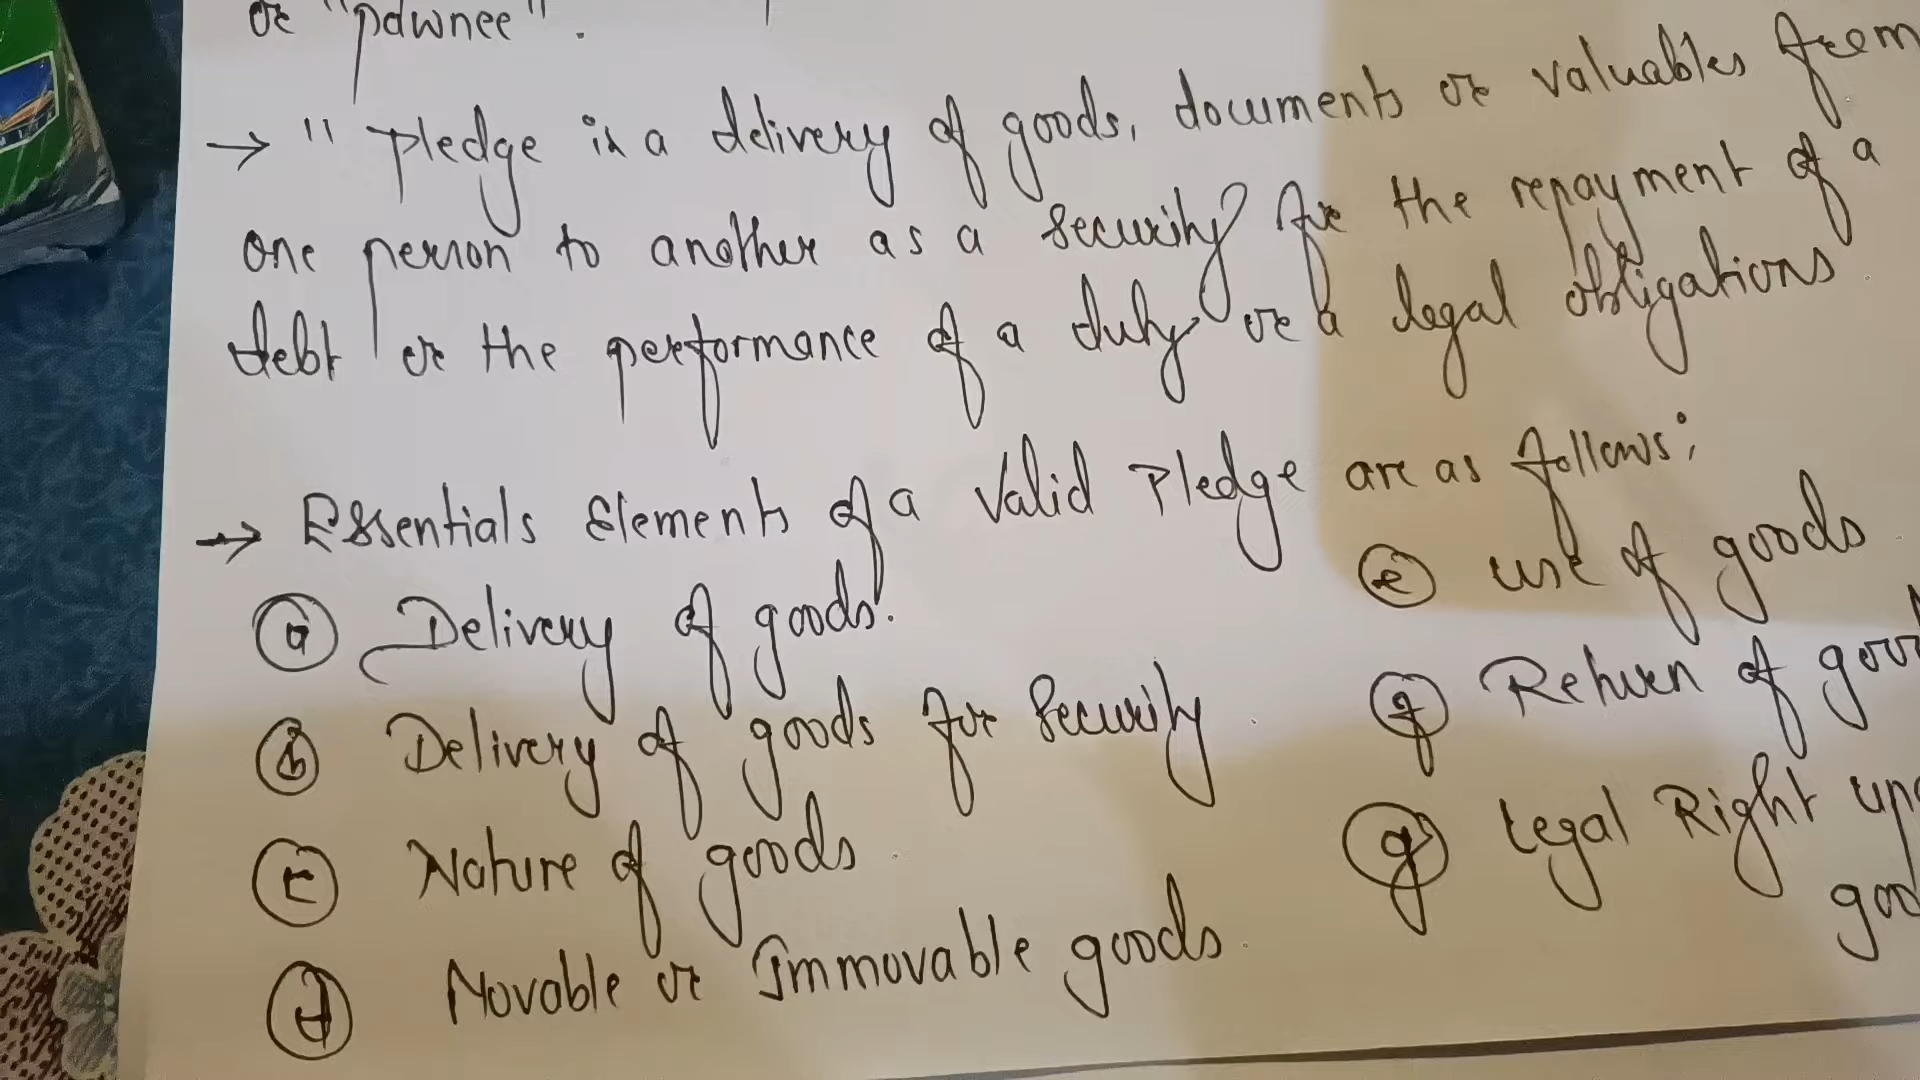 or "pawnee".
→ " Pledge is a delivery of goods, documents or valuables from
one person to another as a security for the repayment of a
debt or the performance of a duty or a legal obligations
→ Essentials Elements of a Valid Pledge are as follows;
(a) Delivery of goods.
(b) Delivery of goods for Security
(c) Nature of goods
(d) Movable or Immovable goods
(e) use of goods
(f) Return of
(g) legal Right